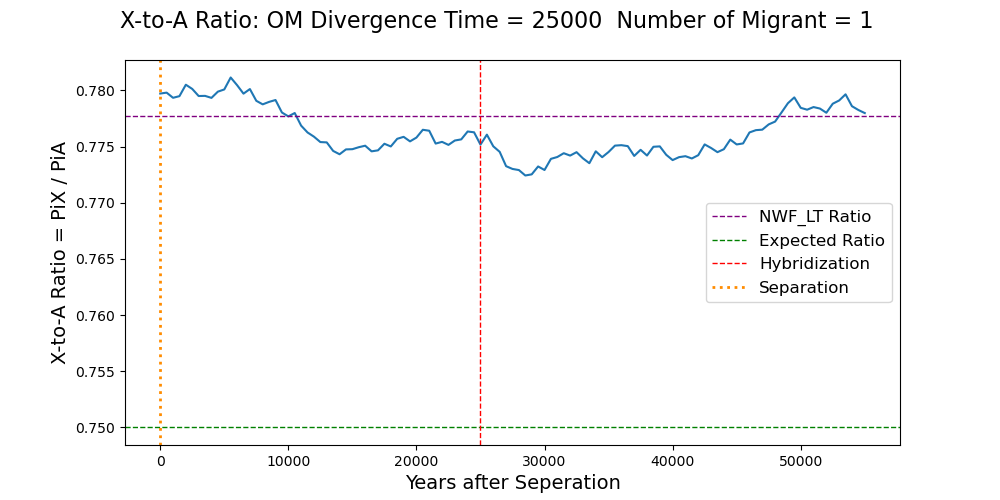 X-to-A Ratio: OM Divergence Time = 25000  Number of Migrant = 1
X-to-A Ratio = PiX / PiA
0.780
0.775
0.770
0.765
0.760
0.755
0.750
NWF_LT Ratio
Expected Ratio
Hybridization
Separation
0
10000
20000
30000
40000
50000
Years after Seperation